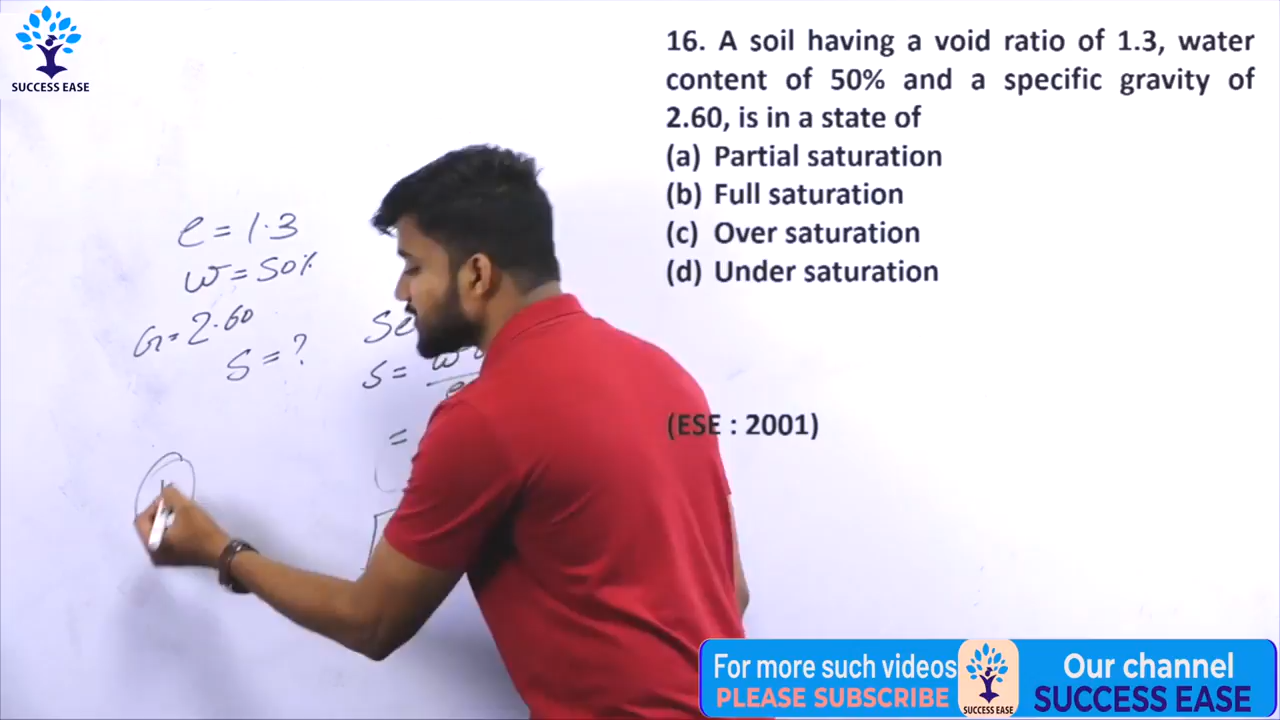 SUCCESS EASE
16. A soil having a void ratio of 1.3, water
content of 50% and a specific gravity of
2.60, is in a state of
(a) Partial saturation
(b) Full saturation
(c) Over saturation
(d) Under saturation
(ESE : 2001)
e = 1.3
w = 50%
G = 2.60
S = ?
Se
S = w
e
=
For more such videos
PLEASE SUBSCRIBE
SUCCESS EASE
Our channel
SUCCESS EASE